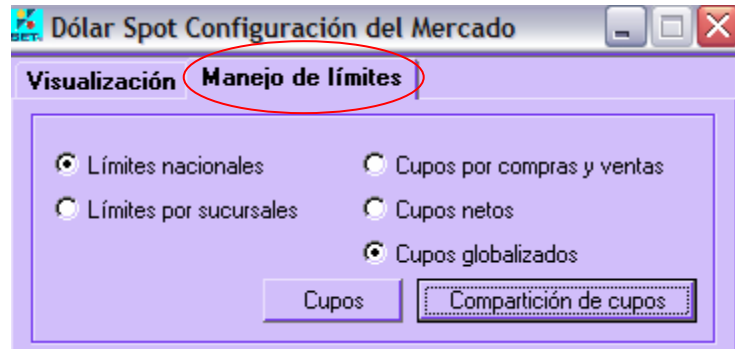 Dólar Spot Configuración del Mercado
Visualización Manejo de límites
Límites nacionales Cupos por compras y ventas
Límites por sucursales Cupos netos
Cupos globalizados
Cupos Compartición de cupos